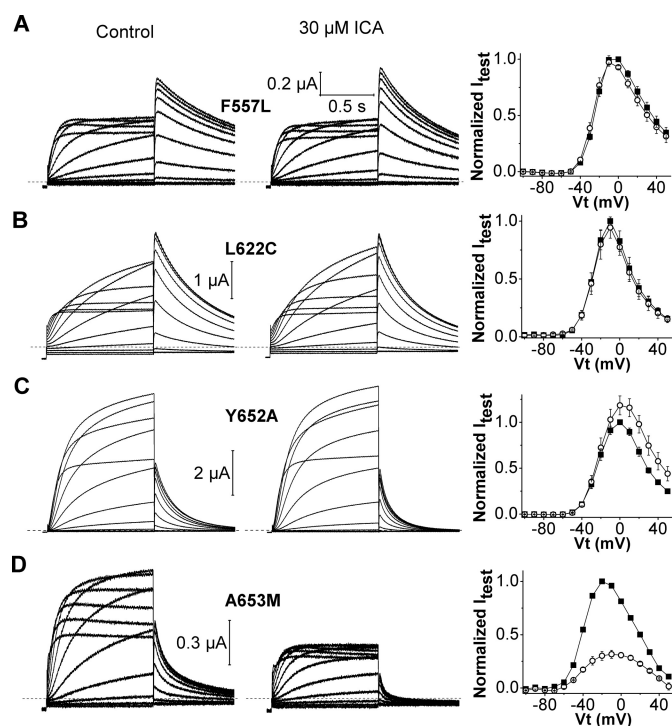 A
Control
30 µM ICA
F557L
0.2 µA
0.5 s
Normalized Itest
1.0
0.5
0.0
-80 -40 0 40
Vt (mV)
B
L622C
1 µA
Normalized Itest
1.0
0.5
0.0
-80 -40 0 40
Vt (mV)
C
Y652A
2 µA
Normalized Itest
1.5
1.0
0.5
0.0
-80 -40 0 40
Vt (mV)
D
A653M
0.3 µA
Normalized Itest
1.0
0.5
0.0
-80 -40 0 40
Vt (mV)